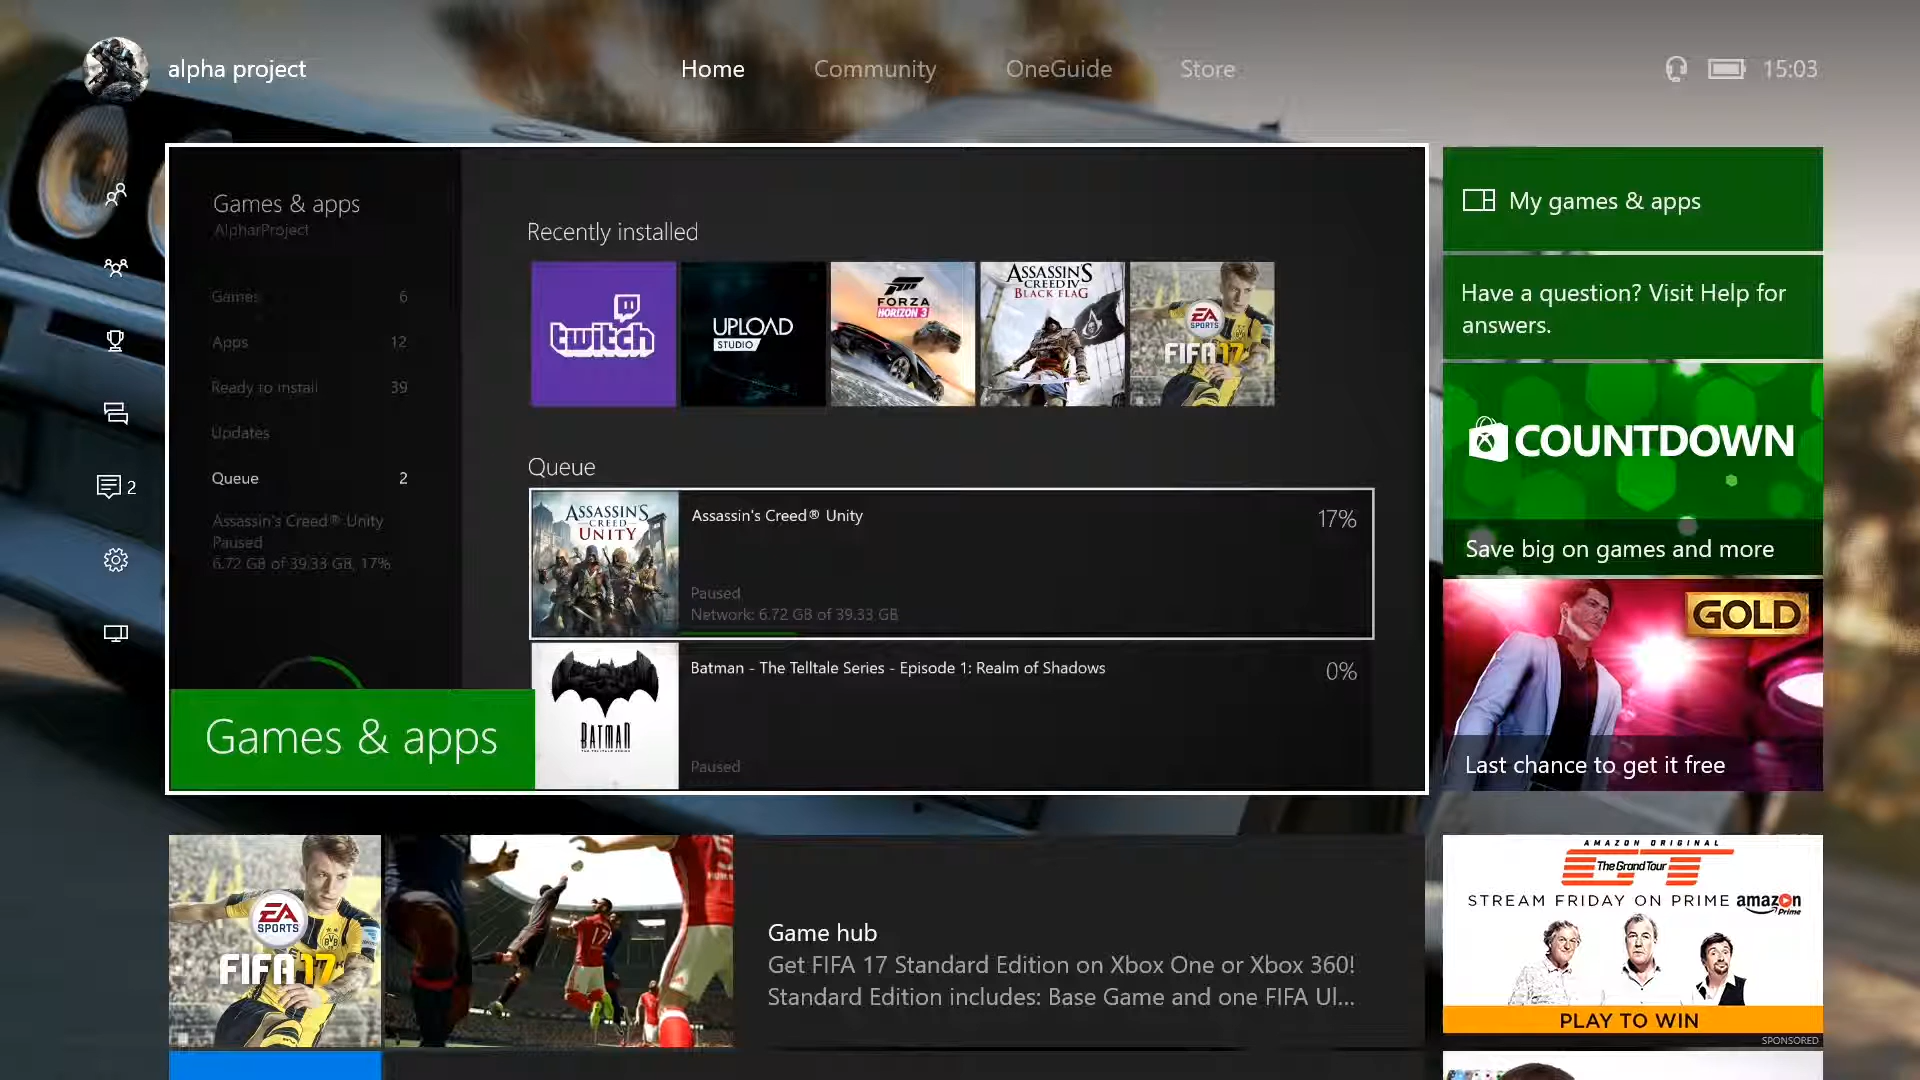 alpha project
Home
Community
OneGuide
Store
15:03
2
Games & apps
AlpharProject
Games 6
Apps 12
Ready to install 39
Updates
Queue 2
Assassin's Creed® Unity
Paused
6.72 GB of 39.33 GB, 17%
Games & apps
Recently installed
twitch
UPLOAD
STUDIO
FORZA
HORIZON 3
ASSASSIN'S
CREED IV
BLACK FLAG
EA
SPORTS
FIFA 17
Queue
ASSASSIN'S
CREED
UNITY
Assassin's Creed® Unity
17%
Paused
Network: 6.72 GB of 39.33 GB
BATMAN
Batman - The Telltale Series - Episode 1: Realm of Shadows
0%
Paused
My games & apps
Have a question? Visit Help for
answers.
COUNTDOWN
Save big on games and more
GOLD
Last chance to get it free
EA
SPORTS
FIFA 17
17
Game hub
Get FIFA 17 Standard Edition on Xbox One or Xbox 360!
Standard Edition includes: Base Game and one FIFA Ul...
AMAZON ORIGINAL
GT
The Grand Tour
STREAM FRIDAY ON PRIME amazon
Prime
PLAY TO WIN
SPONSORED